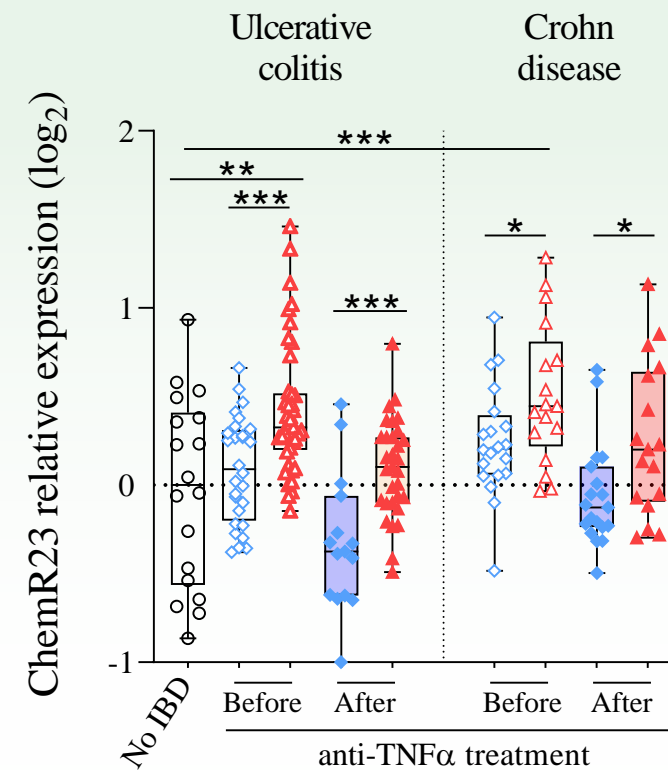 Ulcerative
colitis
Crohn
disease
ChemR23 relative expression (log₂)
2
1
0
-1
***
**
***
***
*
*
No IBD
Before
After
Before
After
anti-TNFα treatment